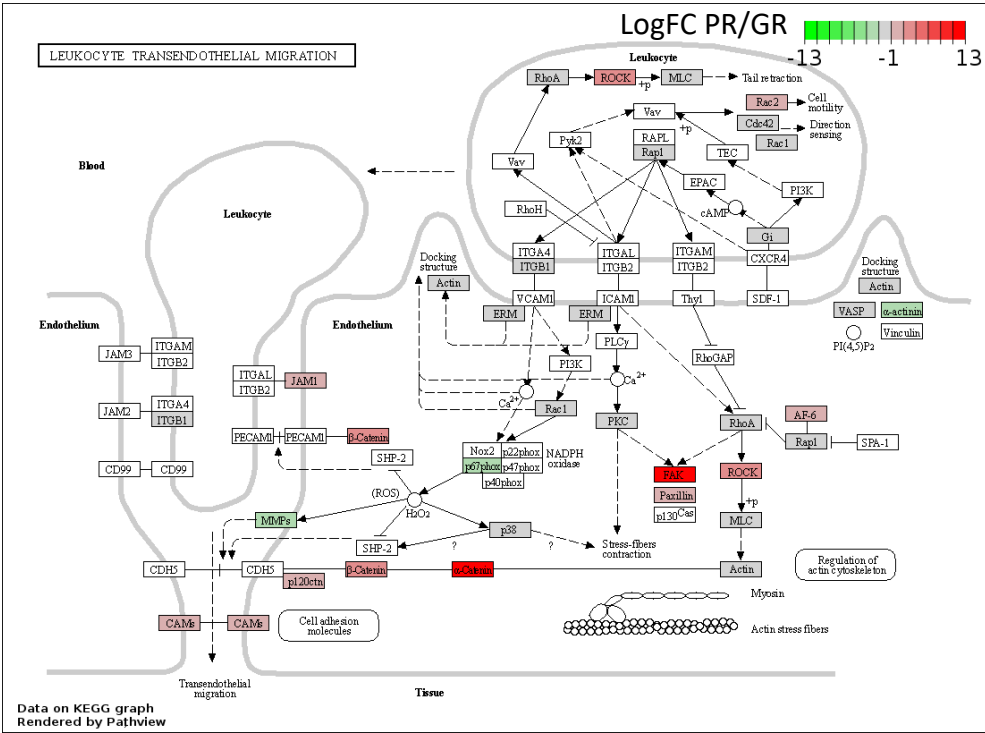 LogFC PR/GR
-13 -1 13
LEUKOCYTE TRANSENDOTHELIAL MIGRATION
Leukocyte
RhoA
ROCK
+p
MLC
Tail retraction
Rac2
Cell
motility
Vav
Cdc42
Direction
sensing
Rac1
+p
Pyk2
RAPL
Rap1
TEC
Vav
EPAC
PI3K
cAMP
RhoH
Gi
Blood
Leukocyte
ITGA4
ITGB1
ITGAL
ITGB2
ITGAM
ITGB2
CXCR4
Docking
structure
Actin
Docking
structure
Actin
VCAM1
ICAM1
Thy1
SDF-1
ERM
ERM
VASP
α-actinin
PI(4,5)P2
Vinculin
Endothelium
Endothelium
JAM3
ITGAM
ITGB2
PLCγ
RhoGAP
PI3K
ITGAL
ITGB2
JAM1
Ca2+
Ca2+
JAM2
ITGA4
ITGB1
Rac1
PKC
RhoA
AF-6
Rap1
SPA-1
PECAM1
PECAM1
β-Catenin
SHP-2
Nox2
p22phox
p67phox
p47phox
p40phox
NADPH
oxidase
CD99
CD99
FAK
ROCK
Paxillin
p130Cas
+p
(ROS)
H2O2
MMPs
p38
MLC
SHP-2
?
?
Stress-fibers
contraction
CDH5
CDH5
p120ctn
β-Catenin
α-Catenin
Actin
Regulation of
actin cytoskeleton
Myosin
Actin stress fibers
CAMs
CAMs
Cell adhesion
molecules
Transendothelial
migration
Tissue
Data on KEGG graph
Rendered by Pathview